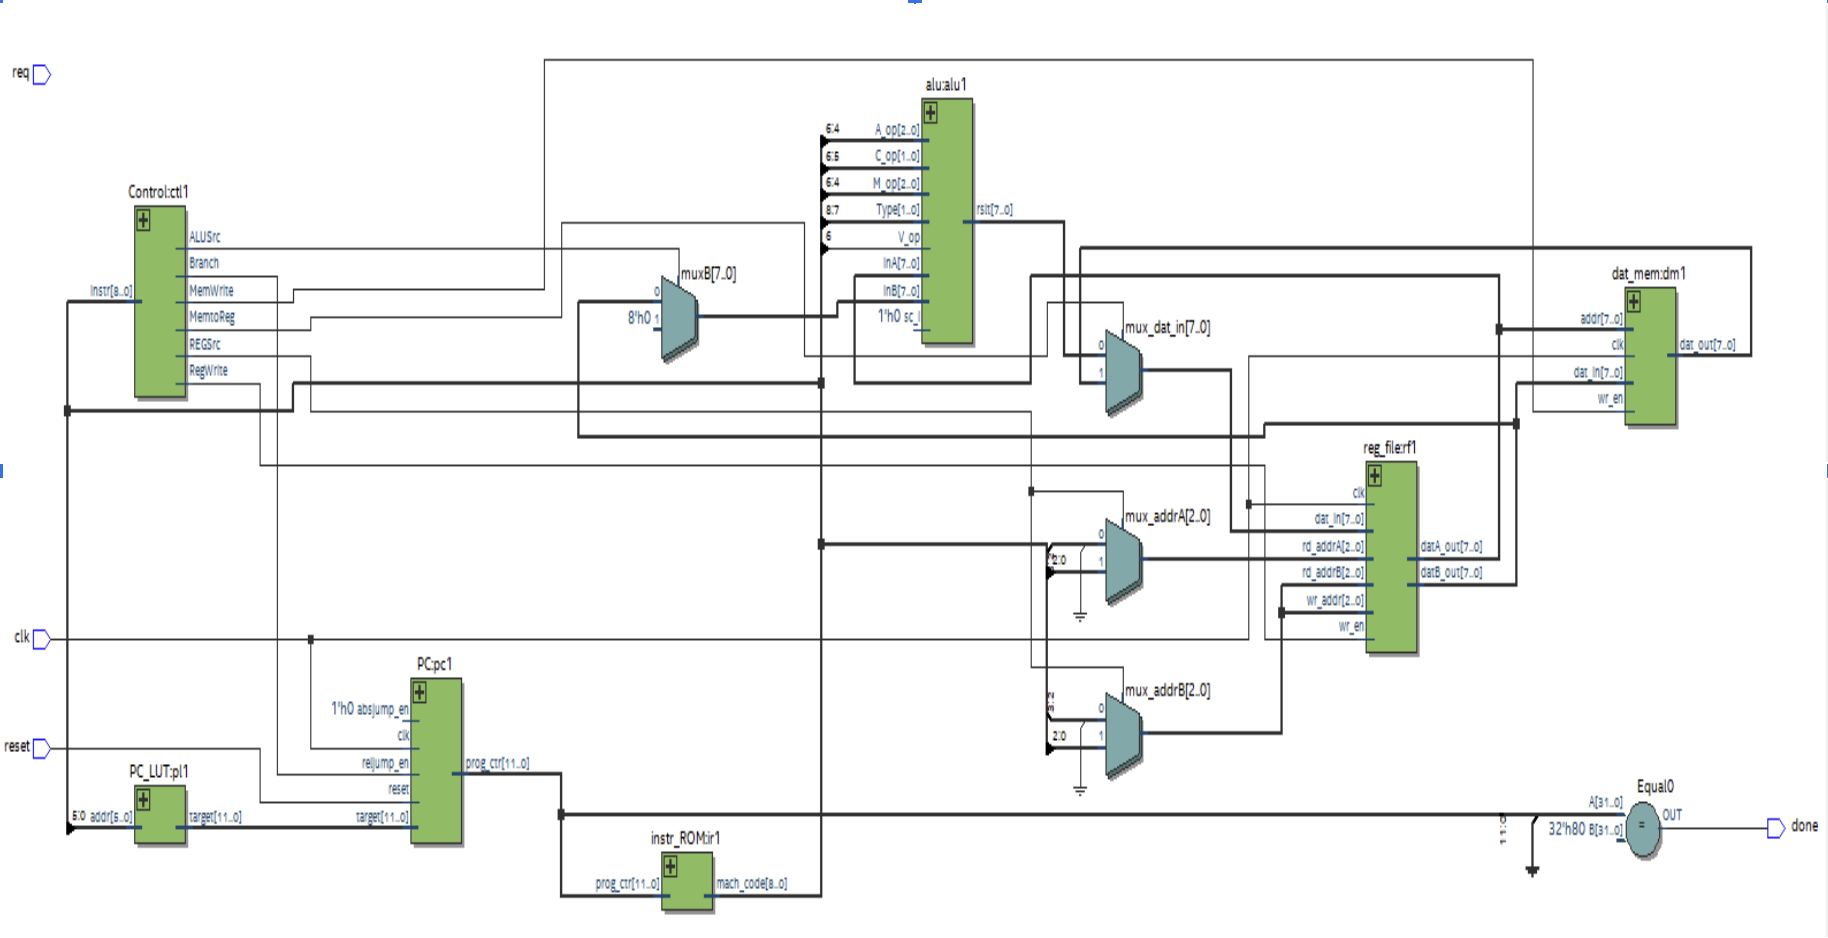 req
alu:alu1
6:4 A_op[2..0]
6:5 C_op[1..0]
6:4 M_op[2..0]
8:7 Type[1..0]
6 V_op
InA[7..0]
InB[7..0]
1'h0 sc_i
rslt[7..0]
Control:ctl1
instr[8..0]
ALUSrc
Branch
MemWrite
MemtoReg
REGSrc
RegWrite
muxB[7..0]
0
8'h0 1
mux_dat_in[7..0]
0
1
dat_mem:dm1
addr[7..0]
clk
dat_in[7..0]
wr_en
dat_out[7..0]
reg_file:rf1
clk
dat_in[7..0]
rd_addrA[2..0]
rd_addrB[2..0]
wr_addr[2..0]
wr_en
datA_out[7..0]
datB_out[7..0]
mux_addrA[2..0]
0
2:0 1
mux_addrB[2..0]
3:2 0
2:0 1
clk
reset
PC:pc1
1'h0 absjump_en
clk
reljump_en
reset
target[11..0]
prog_ctr[11..0]
PC_LUT:pl1
5:0 addr[5..0]
target[11..0]
instr_ROM:ir1
prog_ctr[11..0]
mach_code[8..0]
Equal0
A[31..0]
32'h80 B[31..0]
11:0
=
OUT
done